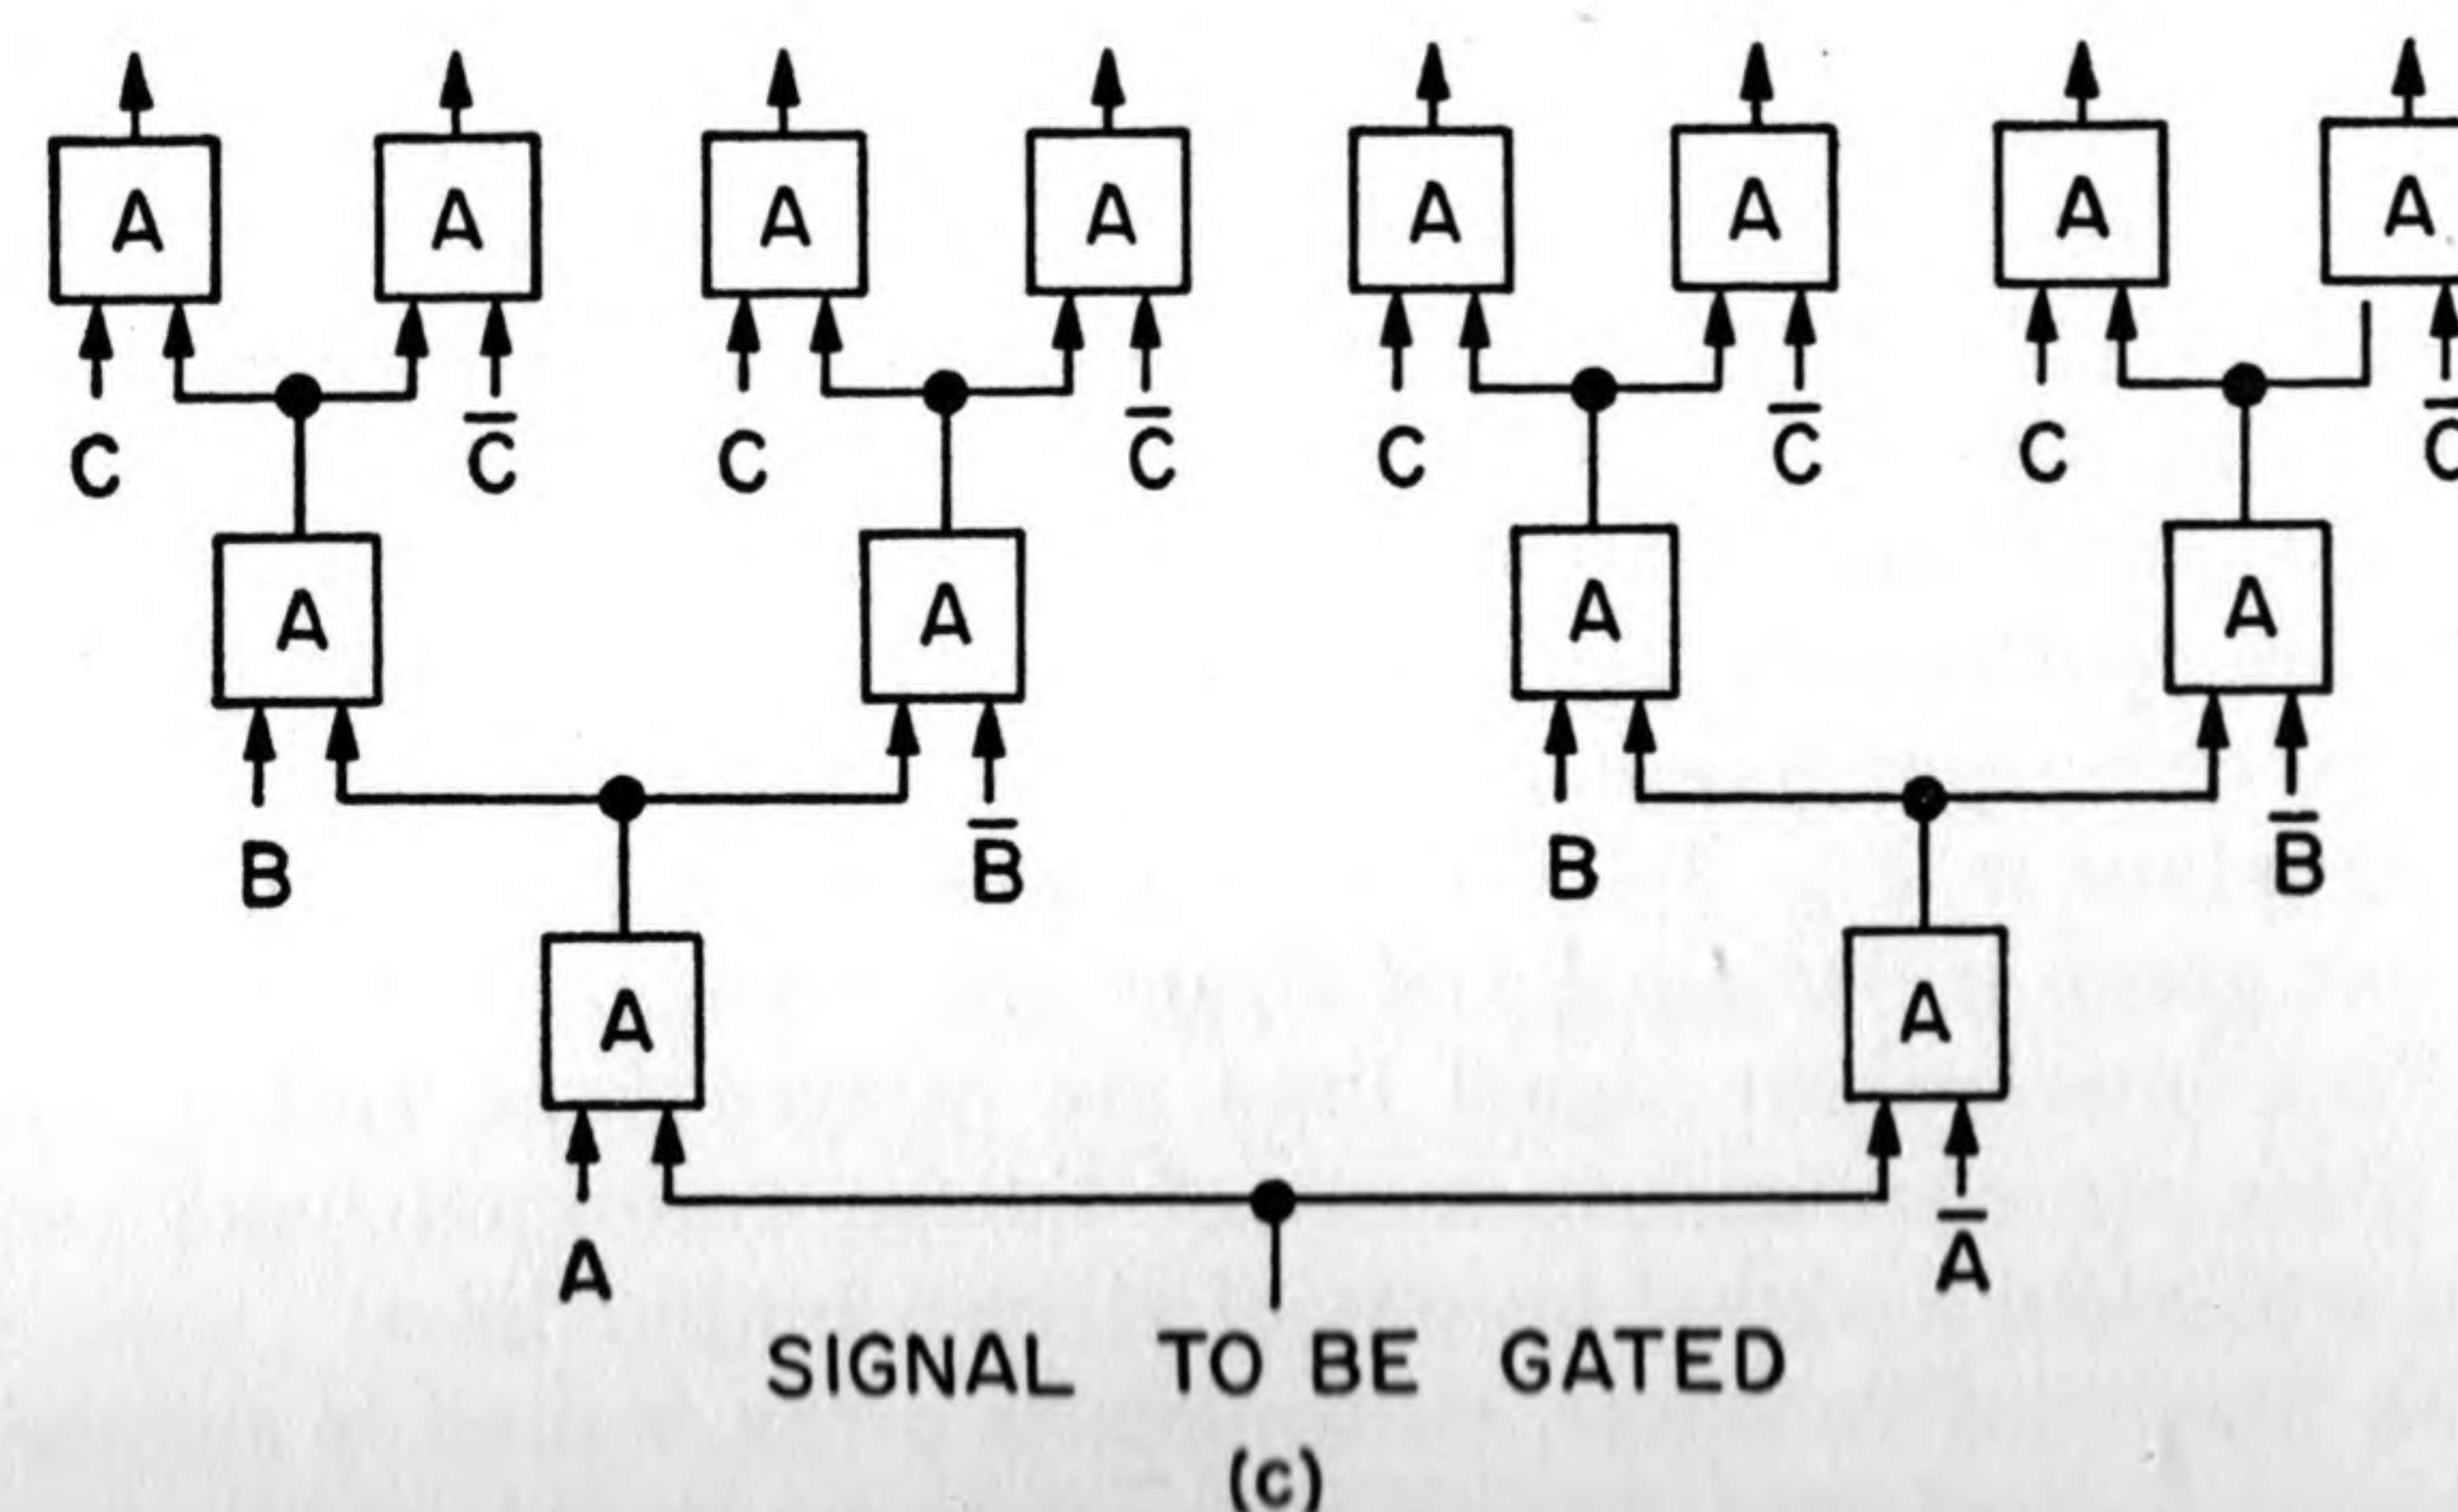 A A A A A A A A
C C̅ C C̅ C C̅ C C̅
A A A A
B B̅ B B̅
A A
A A̅
SIGNAL TO BE GATED
(c)